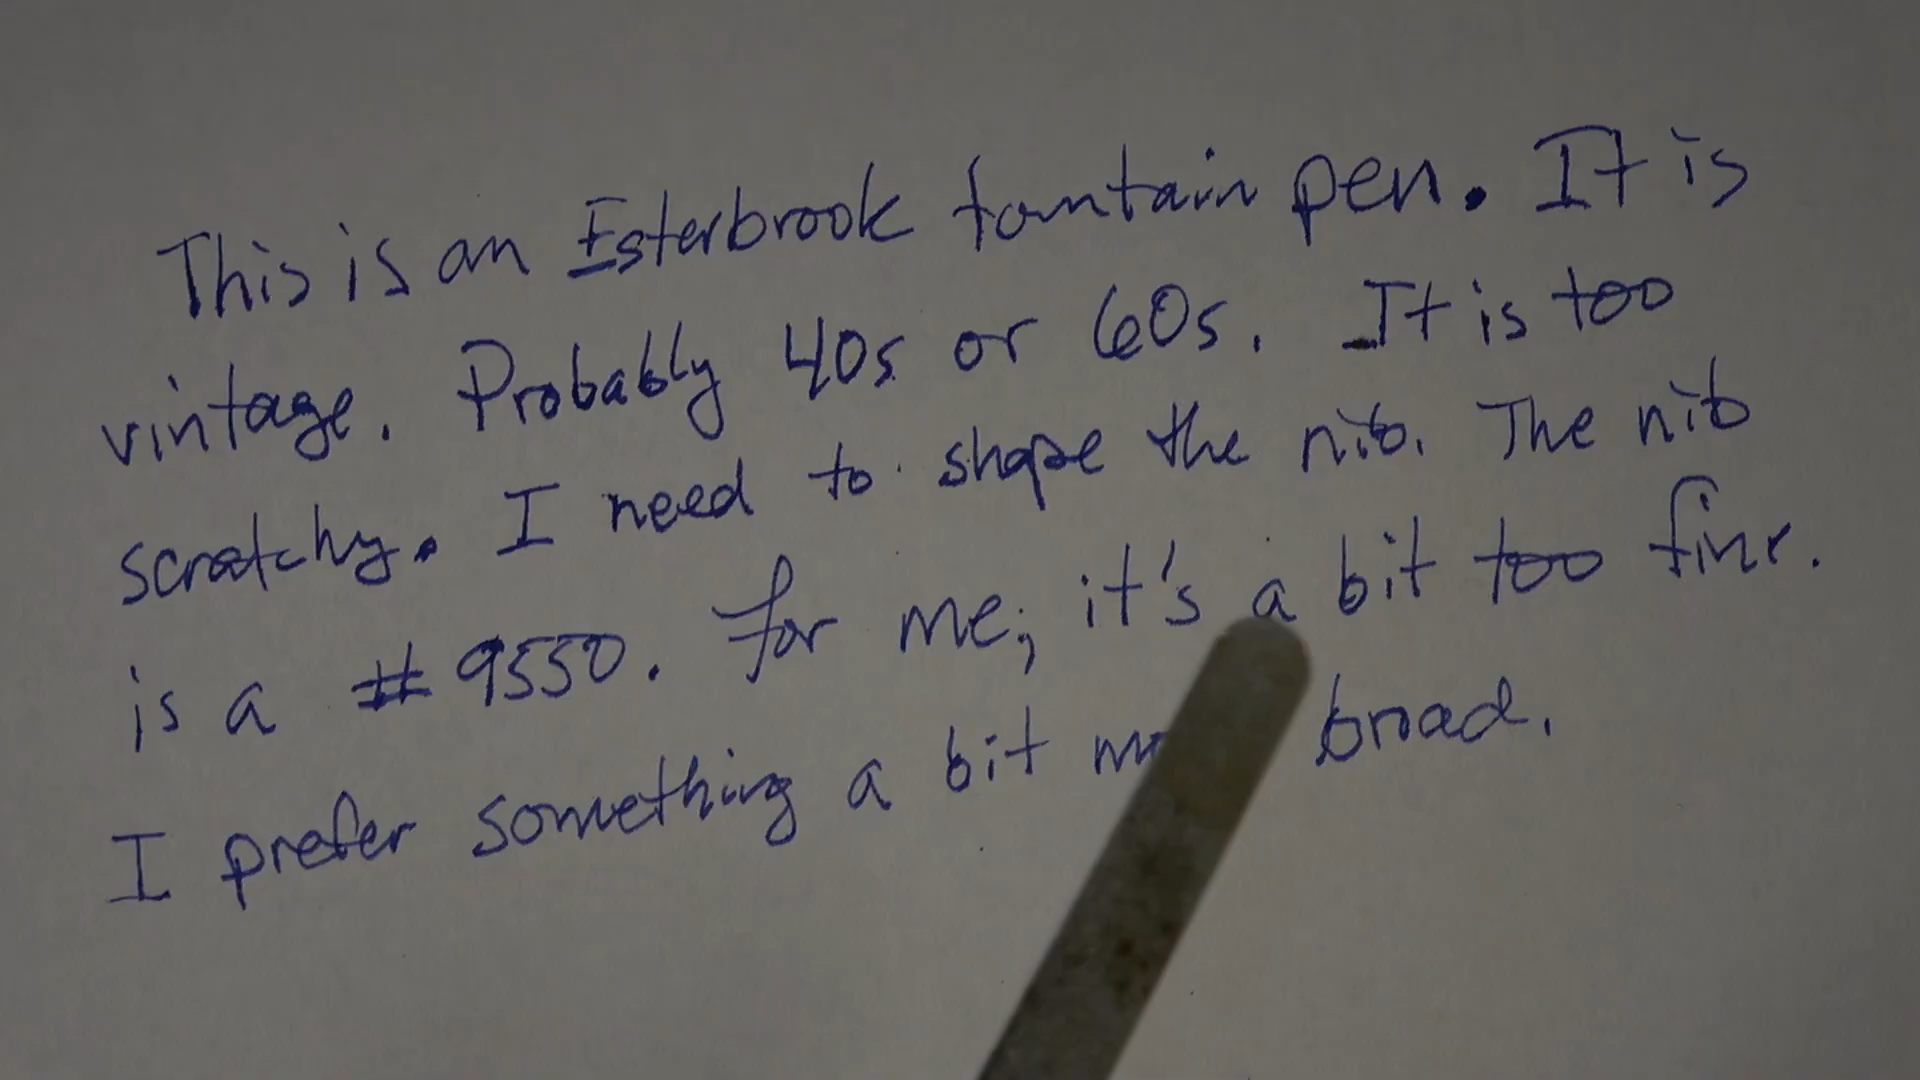 This is an Esterbrook fountain pen. It is
vintage. Probably 40s or 60s. It is too
scratchy. I need to shape the nib. The nib
is a #9550. For me, it's a bit too fine.
I prefer something a bit broad.